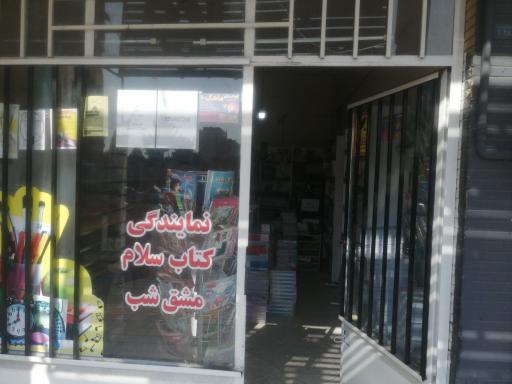 نمایندگی
کتاب سلام
مشق شب